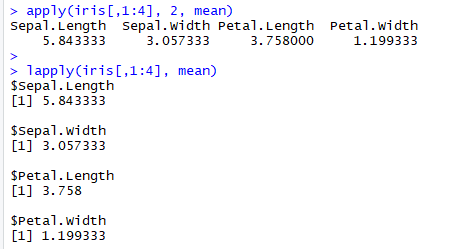 > apply(iris[,1:4], 2, mean)
Sepal.Length  Sepal.Width Petal.Length  Petal.Width
    5.843333     3.057333     3.758000     1.199333
>
> lapply(iris[,1:4], mean)
$Sepal.Length
[1] 5.843333

$Sepal.Width
[1] 3.057333

$Petal.Length
[1] 3.758

$Petal.Width
[1] 1.199333